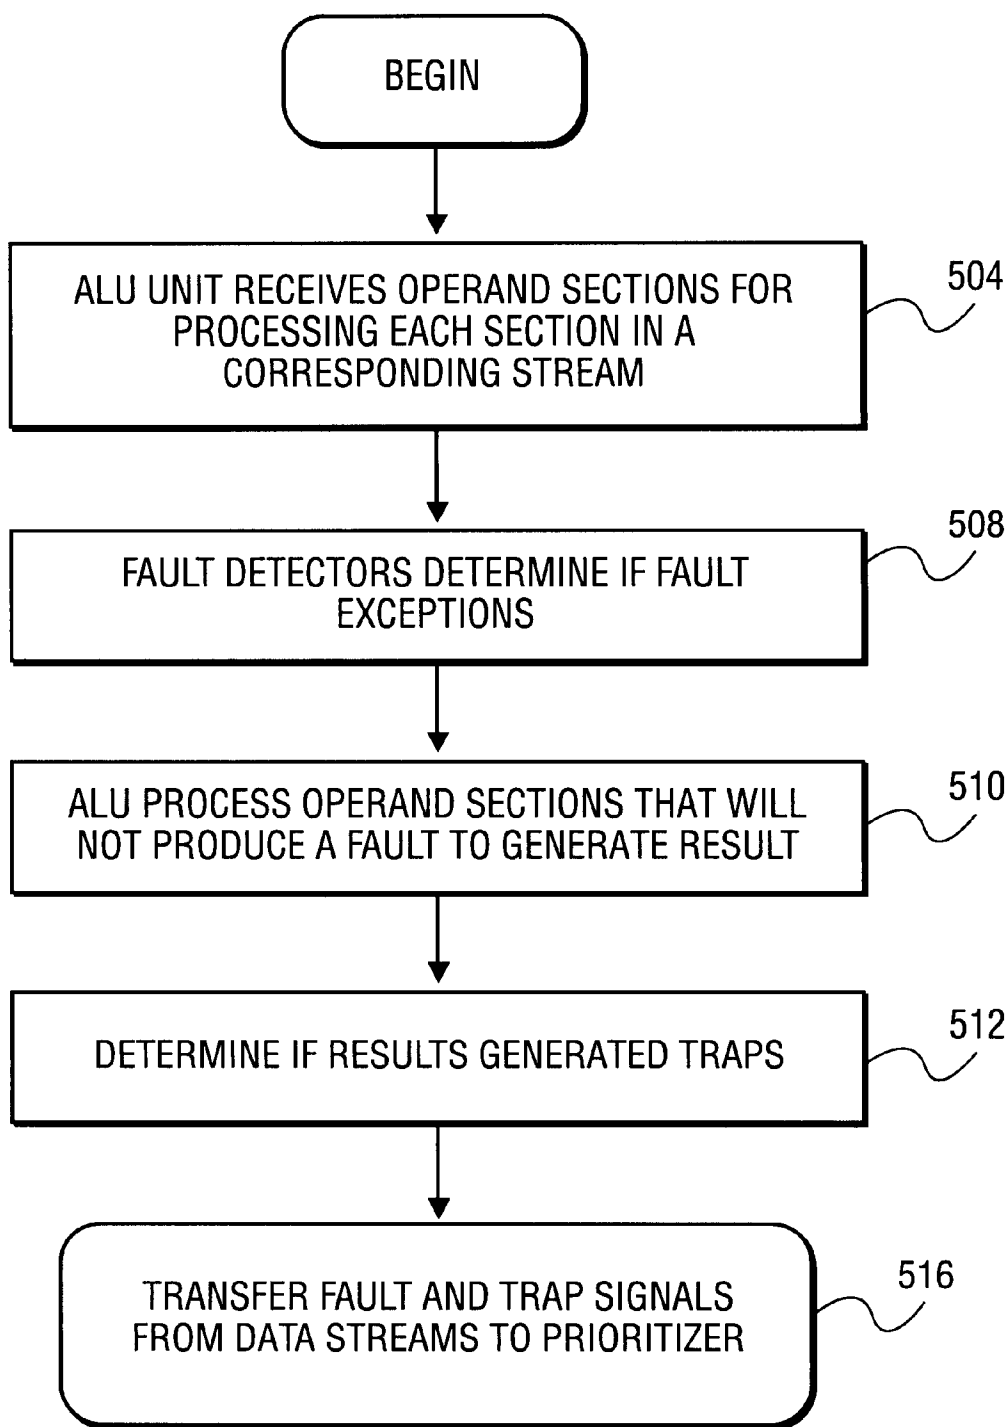 BEGIN
ALU UNIT RECEIVES OPERAND SECTIONS FOR
PROCESSING EACH SECTION IN A
CORRESPONDING STREAM
504
FAULT DETECTORS DETERMINE IF FAULT
EXCEPTIONS
508
ALU PROCESS OPERAND SECTIONS THAT WILL
NOT PRODUCE A FAULT TO GENERATE RESULT
510
DETERMINE IF RESULTS GENERATED TRAPS
512
TRANSFER FAULT AND TRAP SIGNALS
FROM DATA STREAMS TO PRIORITIZER
516